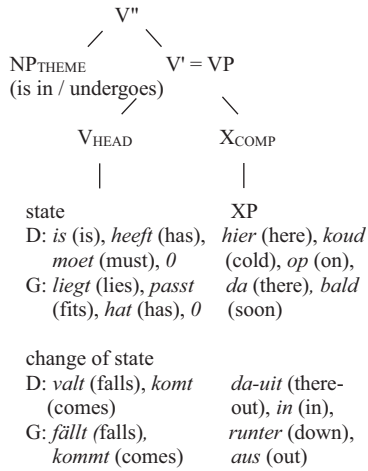 V"
NPTHEME V' = VP
(is in / undergoes)
VHEAD XCOMP
state XP
D: is (is), heeft (has), hier (here), koud
moet (must), 0 (cold), op (on),
G: liegt (lies), passt da (there), bald
(fits), hat (has), 0 (soon)
change of state
D: valt (falls), komt da-uit (there-
(comes) out), in (in),
G: fällt (falls), runter (down),
kommt (comes) aus (out)